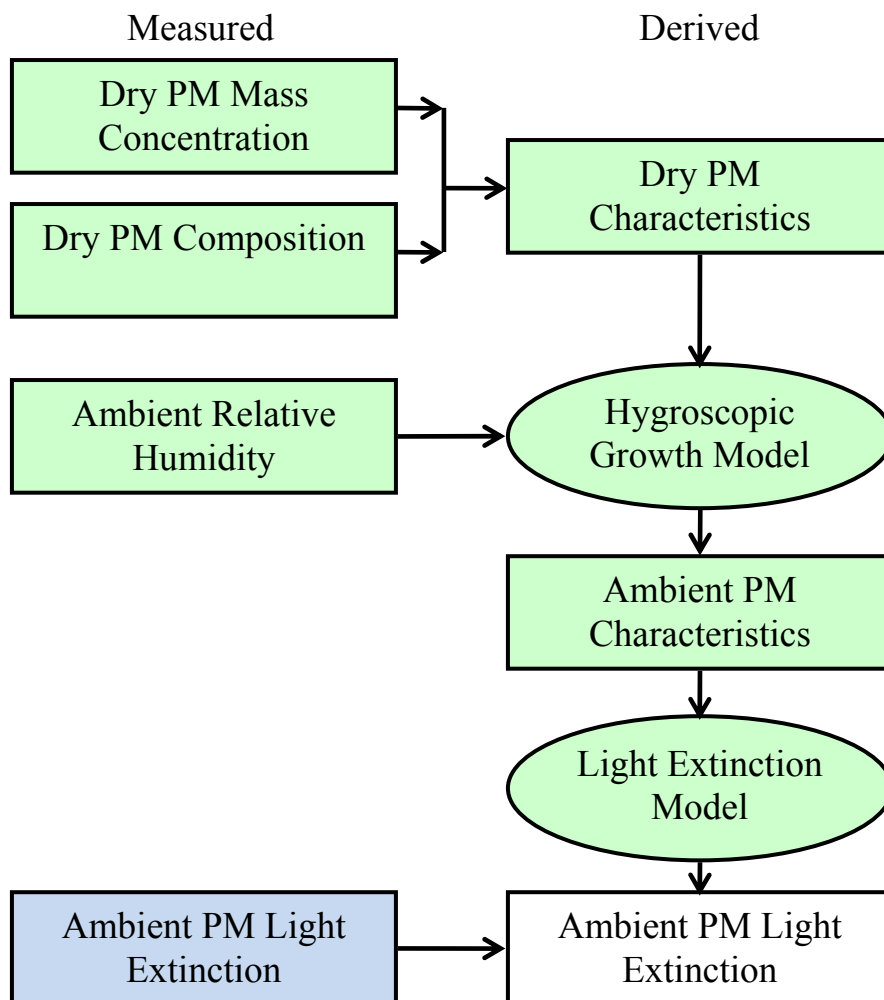 Measured
Derived
Dry PM Mass
Concentration
Dry PM Composition
Dry PM
Characteristics
Ambient Relative
Humidity
Hygroscopic
Growth Model
Ambient PM
Characteristics
Light Extinction
Model
Ambient PM Light
Extinction
Ambient PM Light
Extinction